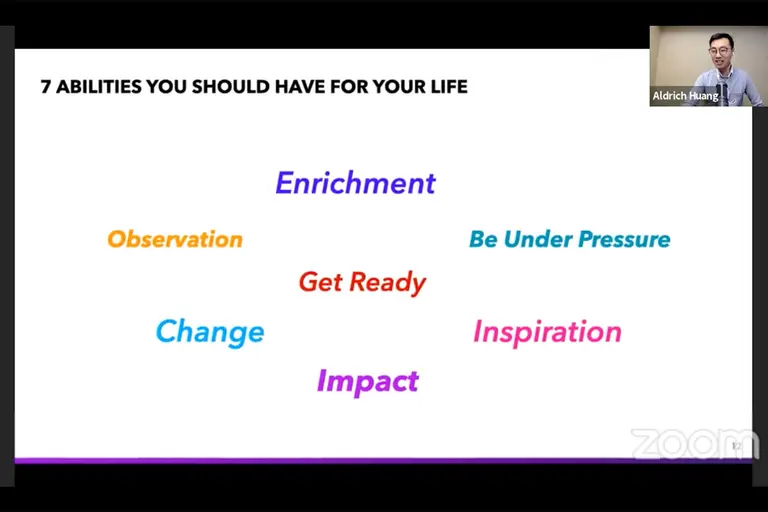 7 ABILITIES YOU SHOULD HAVE FOR YOUR LIFE
Aldrich Huang
Enrichment
Observation
Be Under Pressure
Get Ready
Change
Inspiration
Impact
zoom